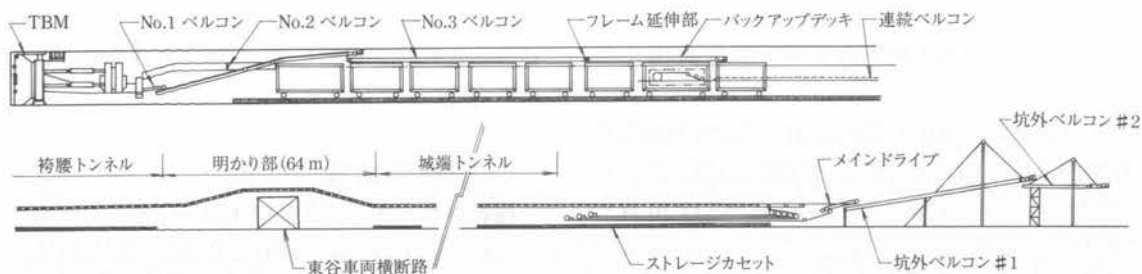 TBM
No.1 ベルコン
No.2 ベルコン
No.3 ベルコン
フレーム延伸部
バックアップデッキ
連続ベルコン
袴腰トンネル
明かり部(64 m)
城端トンネル
坑外ベルコン#2
メインドライブ
東谷車両横断路
ストレージカセット
坑外ベルコン#1